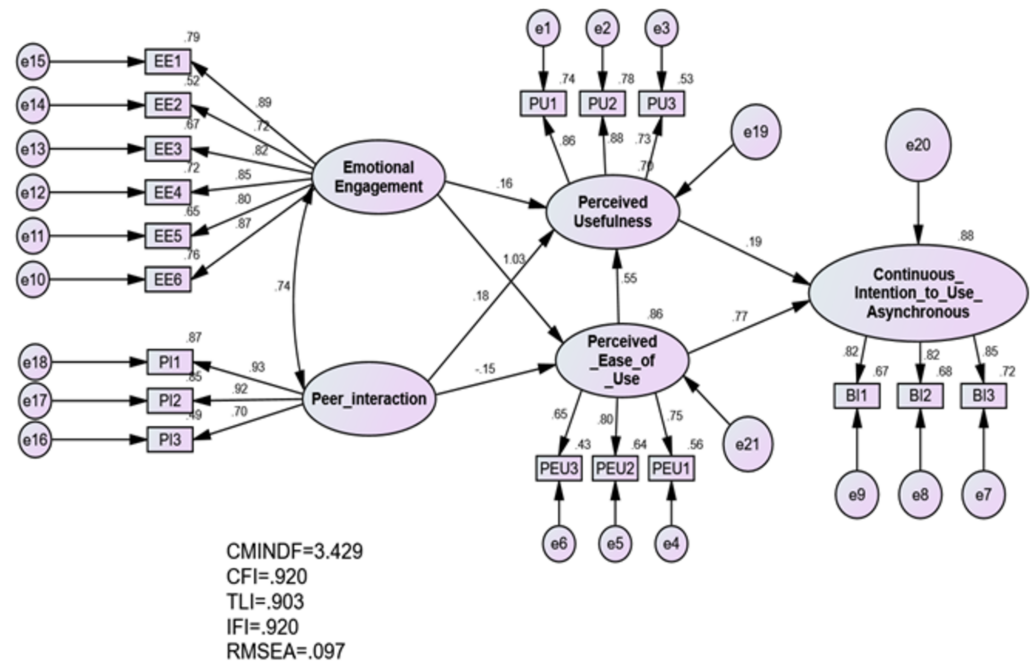 e1
e2
e3
.79
e15
EE1
.89
.52
e14
EE2
.72
.67
e13
EE3
.82
.72
e12
EE4
.85
.65
e11
EE5
.80
.76
e10
EE6
.87
Emotional
Engagement
.74
.78
.53
PU1
PU2
PU3
.86
.88
.73
.70
e19
e20
.16
Perceived
Usefulness
.19
.88
Continuous_
Intention_to_Use_
Asynchronous
.74
1.03
.18
.55
.86
.77
Perceived
_Ease_of
_Use
.87
e18
PI1
.93
.85
e17
PI2
.92
.49
e16
PI3
.70
Peer_interaction
-.15
.82
.82
.85
.67
.68
.72
BI1
BI2
BI3
.65
.80
.75
e21
.43
.64
.56
PEU3
PEU2
PEU1
e9
e8
e7
e6
e5
e4
CMINDF=3.429
CFI=.920
TLI=.903
IFI=.920
RMSEA=.097